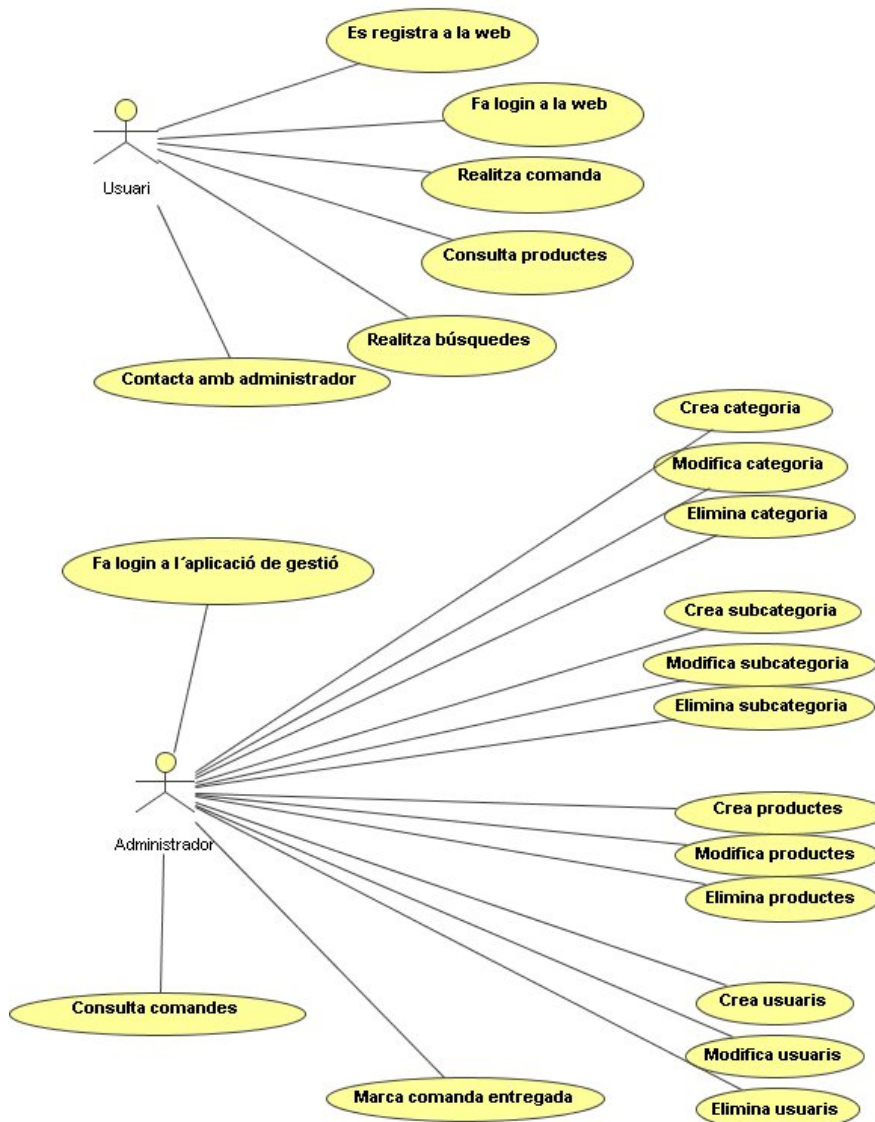 Es registra a la web
Fa login a la web
Realitza comanda
Usuari
Consulta productes
Realitza búsquedes
Contacta amb administrador
Crea categoria
Modifica categoria
Elimina categoria
Fa login a l´aplicació de gestió
Crea subcategoria
Modifica subcategoria
Elimina subcategoria
Crea productes
Administrador
Modifica productes
Elimina productes
Crea usuaris
Consulta comandes
Modifica usuaris
Marca comanda entregada
Elimina usuaris